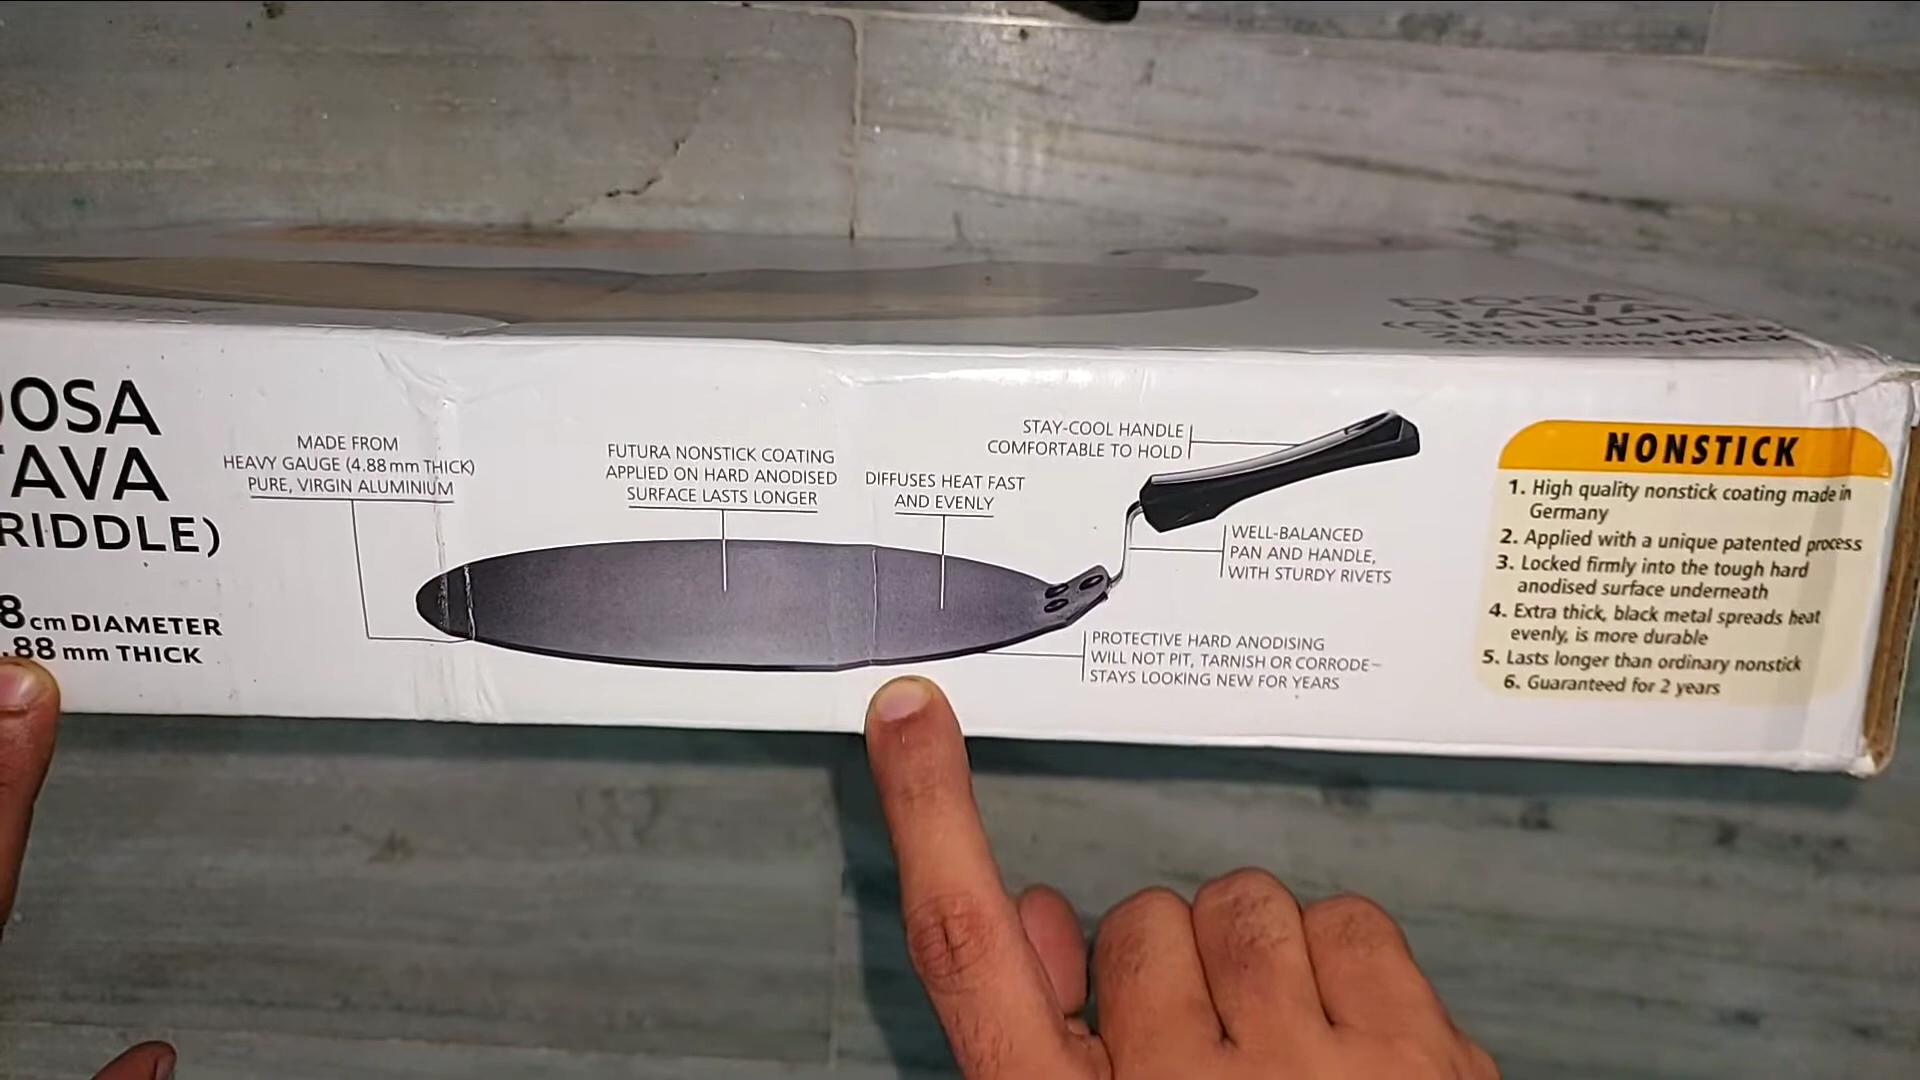 DOSA
TAVA
(GRIDDLE)
OSA
TAVA
RIDDLE)
8 cm DIAMETER
.88 mm THICK
MADE FROM
HEAVY GAUGE (4.88 mm THICK)
PURE, VIRGIN ALUMINIUM
FUTURA NONSTICK COATING
APPLIED ON HARD ANODISED
SURFACE LASTS LONGER
DIFFUSES HEAT FAST
AND EVENLY
STAY-COOL HANDLE
COMFORTABLE TO HOLD
WELL-BALANCED
PAN AND HANDLE,
WITH STURDY RIVETS
PROTECTIVE HARD ANODISING
WILL NOT PIT, TARNISH OR CORRODE–
STAYS LOOKING NEW FOR YEARS
NONSTICK
1. High quality nonstick coating made in
Germany
2. Applied with a unique patented process
3. Locked firmly into the tough hard
anodised surface underneath
4. Extra thick, black metal spreads heat
evenly, is more durable
5. Lasts longer than ordinary nonstick
6. Guaranteed for 2 years